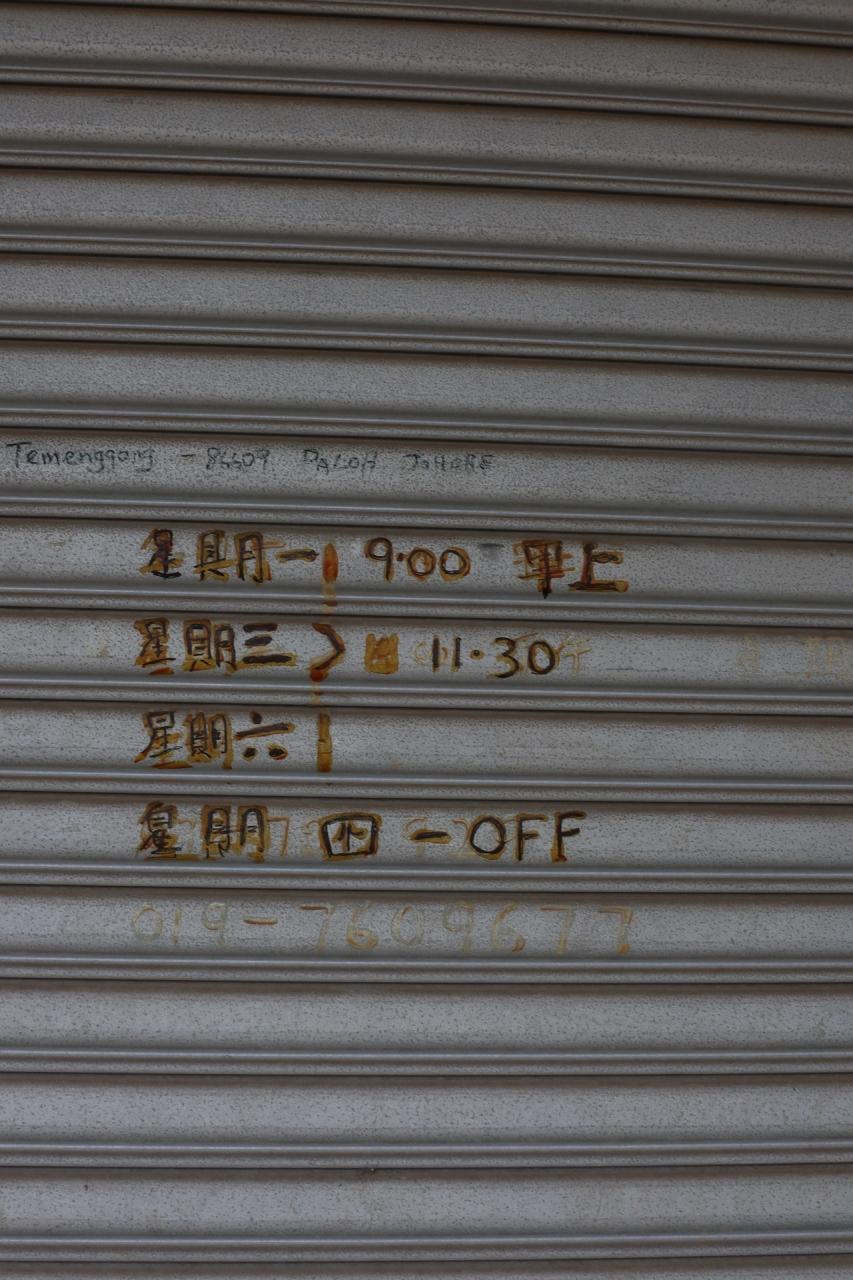 Temenggong - 86609 PALOH JOHORE
星期一 9.00 早上
星期三 11.30
星期六
星期四 - OFF
019-7609677